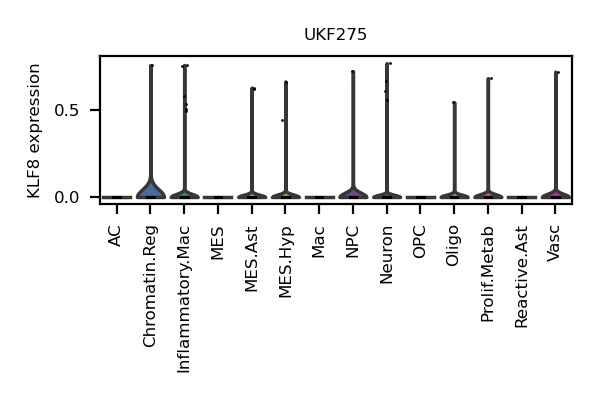 UKF275
KLF8 expression
0.5
0.0
AC
Chromatin.Reg
Inflammatory.Mac
MES
MES.Ast
MES.Hyp
Mac
NPC
Neuron
OPC
Oligo
Prolif.Metab
Reactive.Ast
Vasc